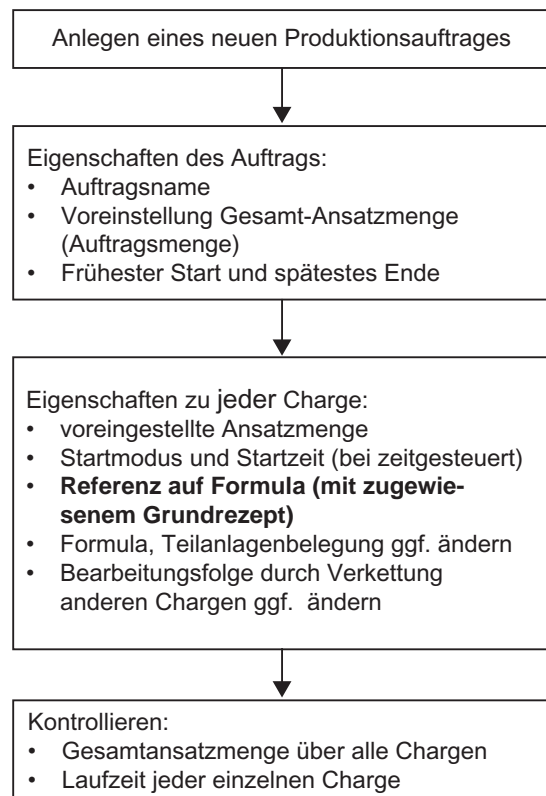 Anlegen eines neuen Produktionsauftrages
Eigenschaften des Auftrags:
• Auftragsname
• Voreinstellung Gesamt-Ansatzmenge
(Auftragsmenge)
• Frühester Start und spätestes Ende
Eigenschaften zu jeder Charge:
• voreingestellte Ansatzmenge
• Startmodus und Startzeit (bei zeitgesteuert)
• Referenz auf Formula (mit zugewie-
senem Grundrezept)
• Formula, Teilanlagenbelegung ggf. ändern
• Bearbeitungsfolge durch Verkettung
anderen Chargen ggf. ändern
Kontrollieren:
• Gesamtansatzmenge über alle Chargen
• Laufzeit jeder einzelnen Charge